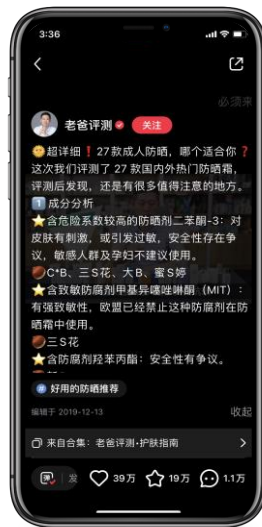 3:36
必须来
老爸评测 关注
超详细❗27款成人防晒，哪个适合你❓
这次我们评测了 27 款国内外热门防晒霜，
评测后发现，还是有很多值得注意的地方。
1 成分分析
⭐含危险系数较高的防晒剂二苯酮-3：对
皮肤有刺激，或引发过敏，安全性存在争
议，敏感人群及孕妇不建议使用。
C*B、三S花、大B、蜜S婷
⭐含致敏防腐剂甲基异噻唑啉酮（MIT）：
有强致敏性，欧盟已经禁止这种防腐剂在防
晒霜中使用。
三S花
⭐含防腐剂羟苯丙酯：安全性有争议。
好用的防晒推荐
编辑于 2019-12-13 收起
来自合集：老爸评测·护肤指南
弹 发 39万 19万 1.1万